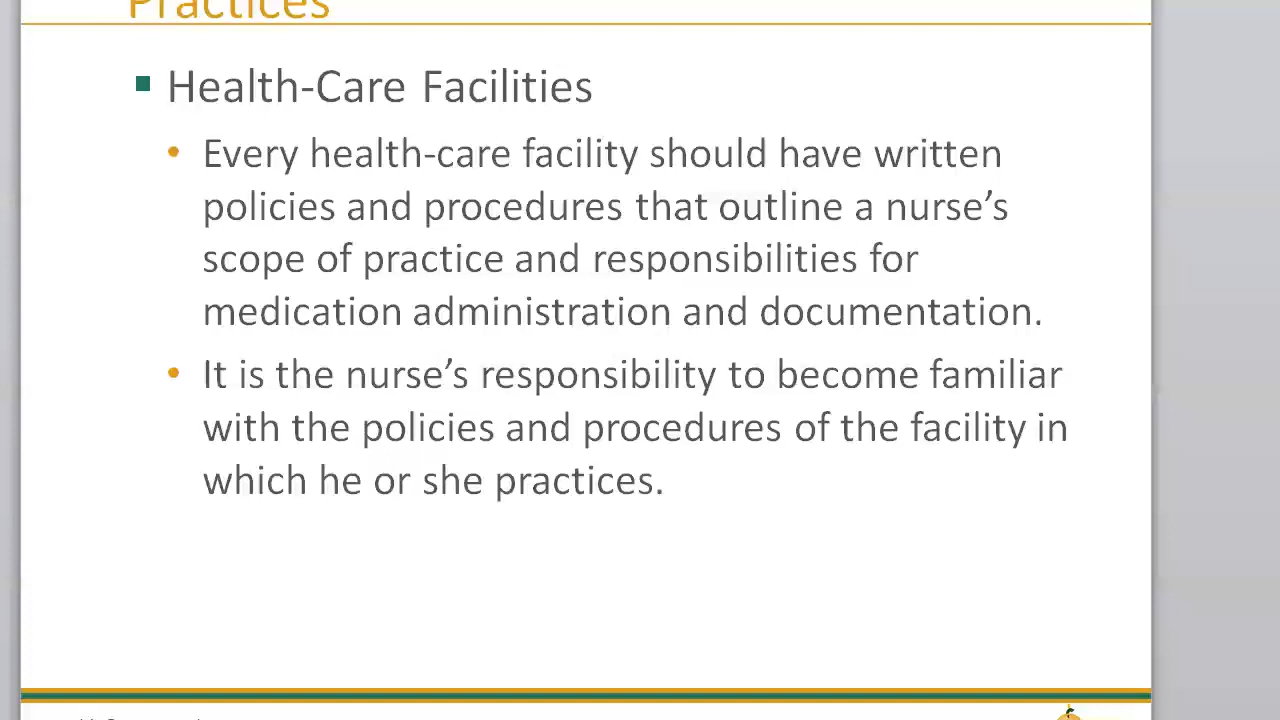 Practices
Health-Care Facilities
Every health-care facility should have written
policies and procedures that outline a nurse’s
scope of practice and responsibilities for
medication administration and documentation.
It is the nurse’s responsibility to become familiar
with the policies and procedures of the facility in
which he or she practices.